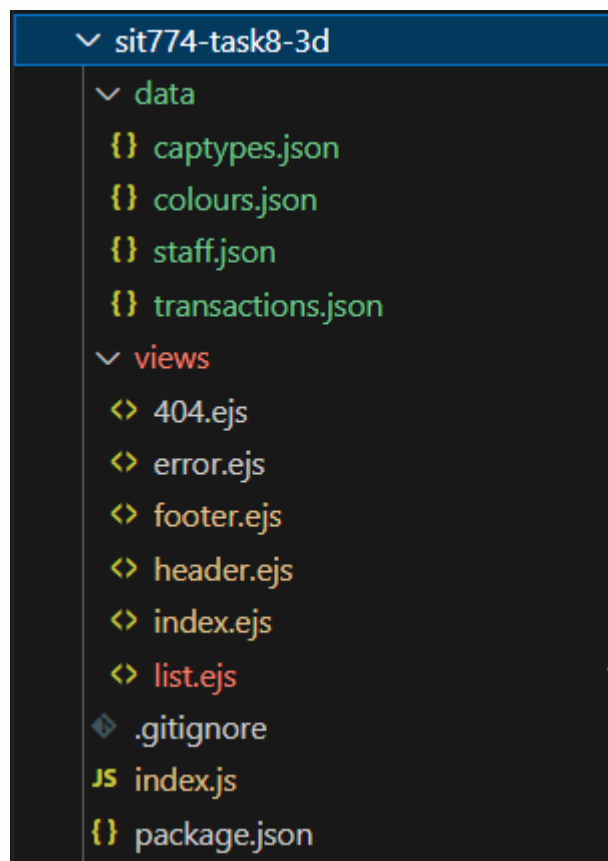 sit774-task8-3d
data
{} captypes.json
{} colours.json
{} staff.json
{} transactions.json
views
<> 404.ejs
<> error.ejs
<> footer.ejs
<> header.ejs
<> index.ejs
<> list.ejs
.gitignore
JS index.js
{} package.json